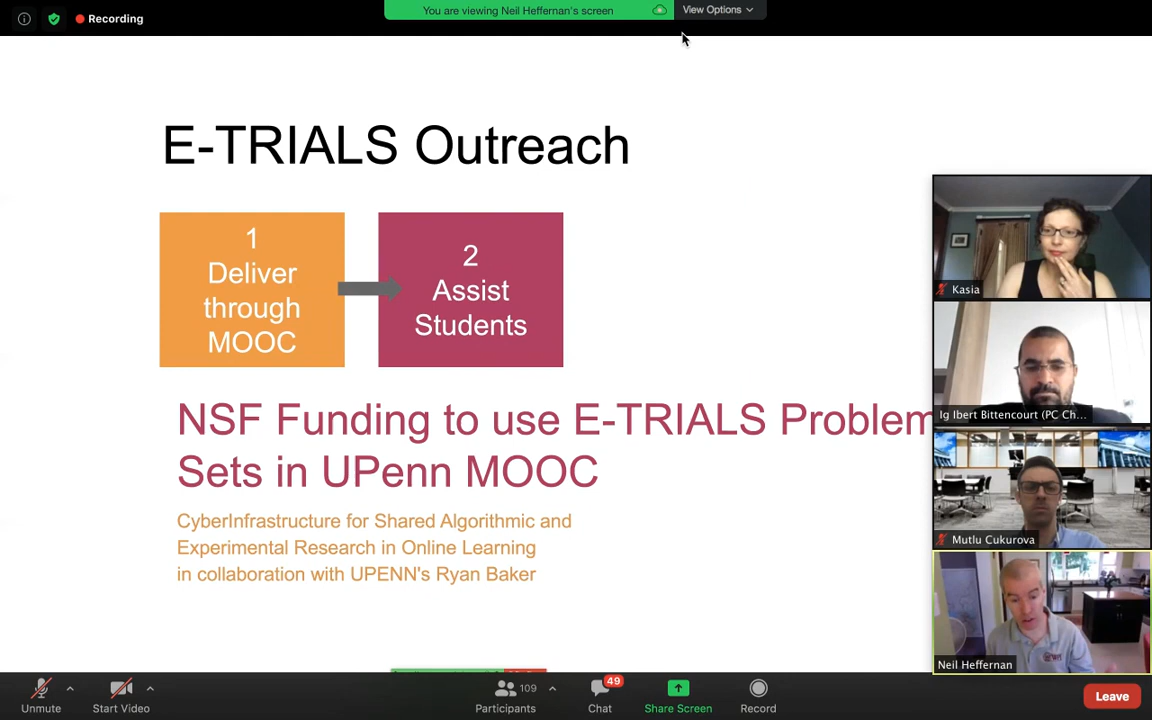 Recording
You are viewing Neil Heffernan's screen
View Options
E-TRIALS Outreach
1
Deliver
through
MOOC
2
Assist
Students
NSF Funding to use E-TRIALS Problem
Sets in UPenn MOOC
CyberInfrastructure for Shared Algorithmic and
Experimental Research in Online Learning
in collaboration with UPENN's Ryan Baker
Kasia
Ig Ibert Bittencourt (PC Ch...
Mutlu Cukurova
Neil Heffernan
Unmute
Start Video
109
Participants
49
Chat
Share Screen
Record
Leave